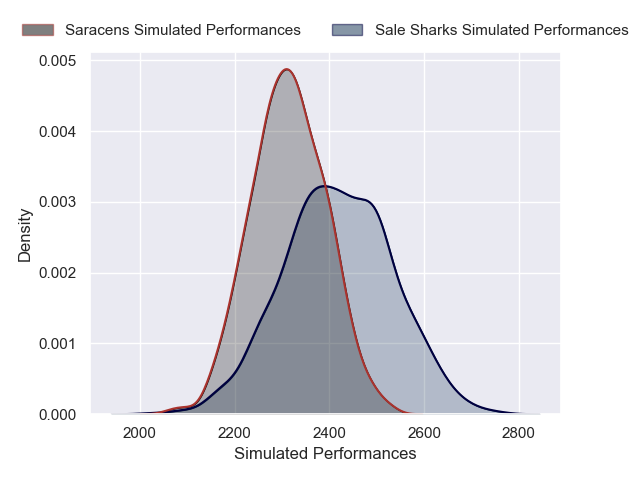 Saracens Simulated Performances
Sale Sharks Simulated Performances
0.005
0.004
0.003
0.002
0.001
0.000
Density
2000
2200
2400
2600
2800
Simulated Performances